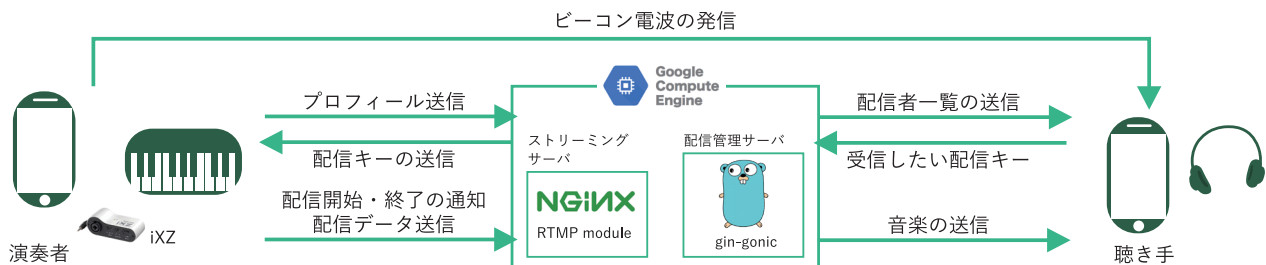 ビーコン電波の発信
Google
Compute
Engine
プロフィール送信
配信キーの送信
配信開始・終了の通知
配信データ送信
iXZ
演奏者
ストリーミング
サーバ
NGiNX
RTMP module
配信管理サーバ
gin-gonic
配信者一覧の送信
受信したい配信キー
音楽の送信
聴き手